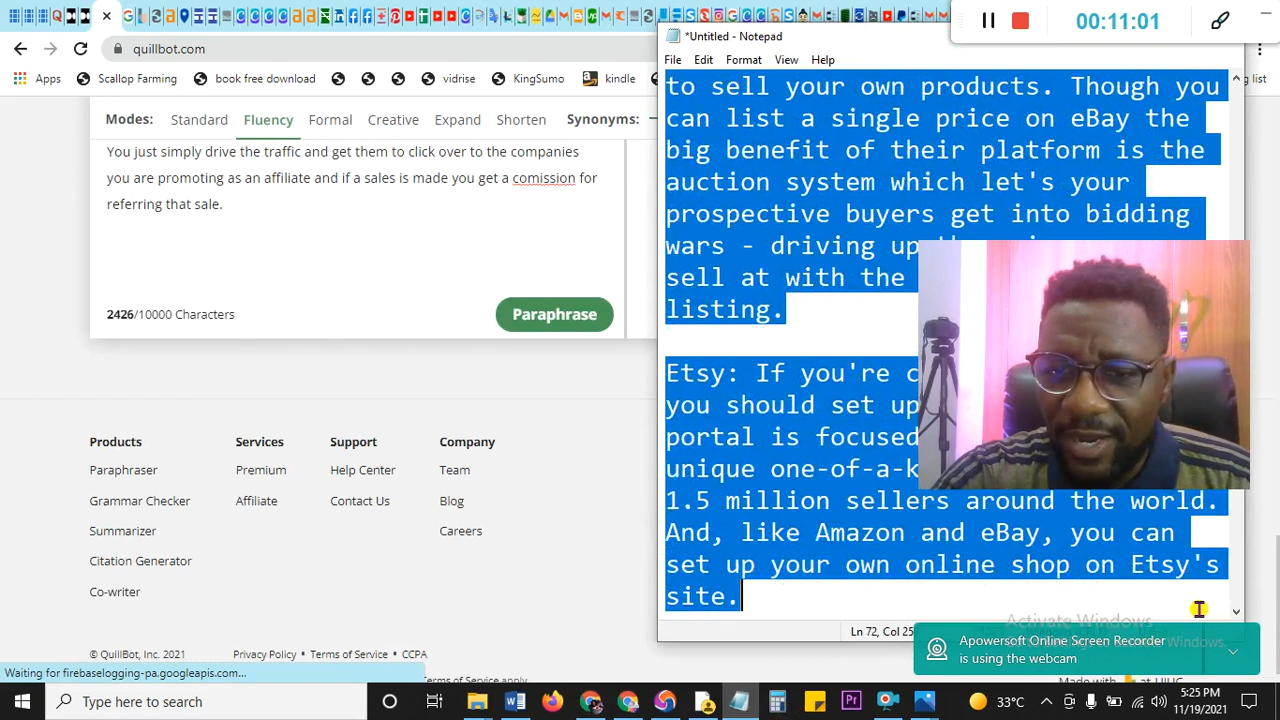 00:11:01
quillbot.com
*Untitled - Notepad
Apps
Scallop Farming
book free download
vidrise
KingSumo
kindle
File Edit Format View Help
Modes: Standard Fluency Formal Creative Expand Shorten Synonyms:
You just simply drive the traffic and get them to click over to the companies
you are promoting as an affiliate and if a sales is made you get a comission for
referring that sale.
2426/10000 Characters
Paraphrase
to sell your own products. Though you
can list a single price on eBay the
big benefit of their platform is the
auction system which let's your
prospective buyers get into bidding
wars - driving up
sell at with the
listing.
Etsy: If you're
you should set up
portal is focused
unique
1.5 million sellers around the world.
And, like Amazon and eBay, you can
set up your own online shop on Etsy's
site.
Ln 72, Col 25
Products Services Support Company
Paraphraser Premium Help Center Team
Grammar Checker Affiliate Contact Us Blog
Summarizer Careers
Citation Generator
Co-writer
© QuillBot, Inc. 2021 Privacy Policy • Terms of Service • CCPA
Terms of Service apply.
Waiting for firebaselogging-pa.googleapis.com...
Activate Windows
Apowersoft Online Screen Recorder
is using the webcam
Type here to search
33°C
5:25 PM
11/19/2021